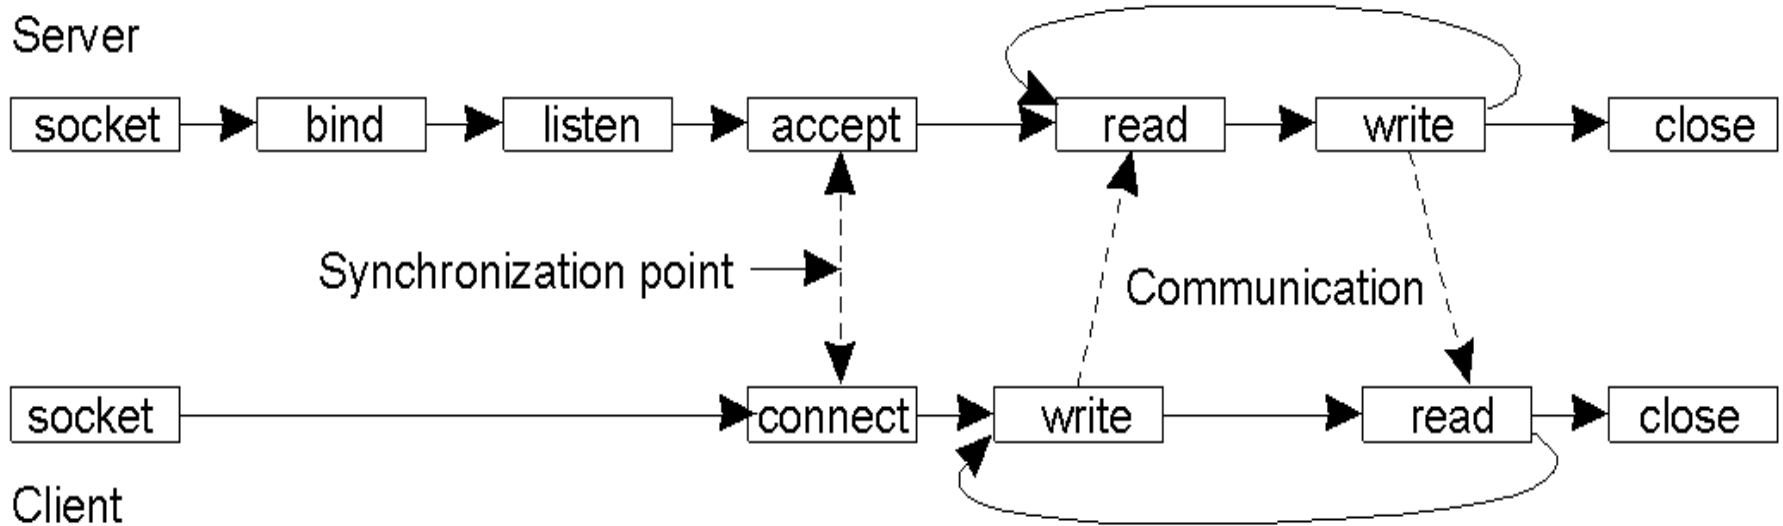 Server
socket bind listen accept read write close
Synchronization point
Communication
socket connect write read close
Client